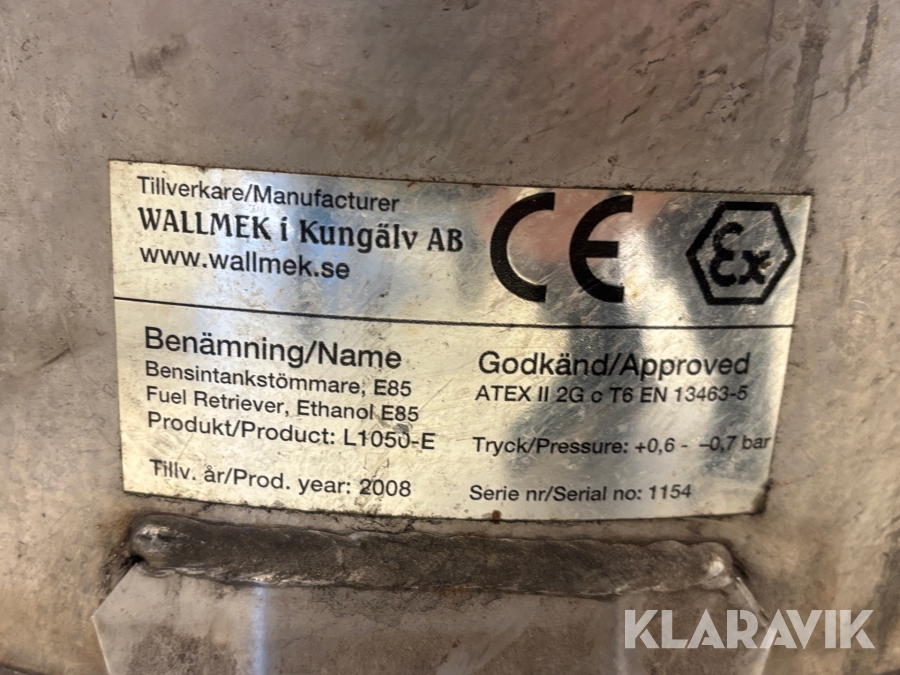 Tillverkare/Manufacturer
WALLMEK i Kungälv AB
www.wallmek.se
CE
Ex
Benämning/Name
Bensintankstömmare, E85
Fuel Retriever, Ethanol E85
Produkt/Product: L1050-E
Tillv. år/Prod. year: 2008
Godkänd/Approved
ATEX II 2G c T6 EN 13463-5
Tryck/Pressure: +0,6 - –0,7 bar
Serie nr/Serial no: 1154
KLARAVIK